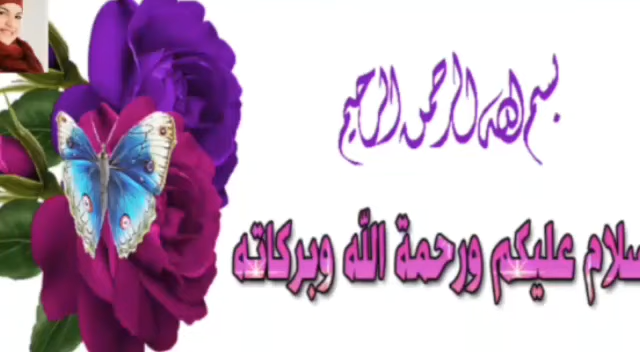 بسم الله الرحمن الرحيم
سلام عليكم ورحمة الله وبركاته